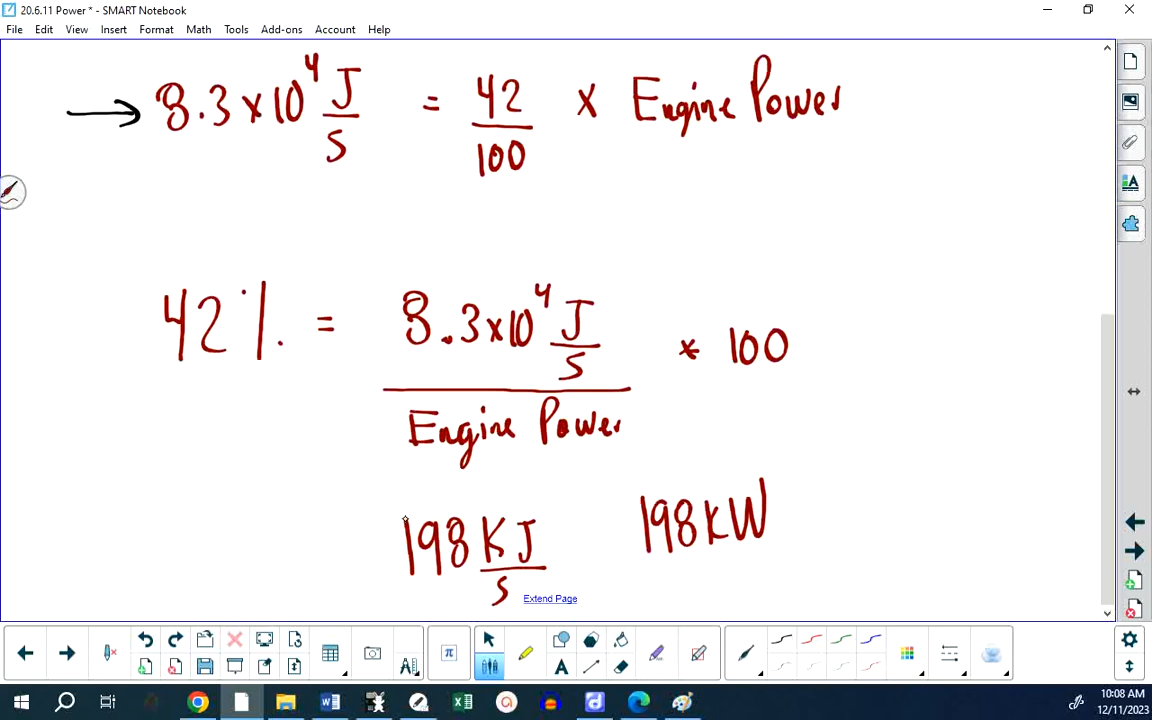 20.6.11 Power * - SMART Notebook
File Edit View Insert Format Math Tools Add-ons Account Help
8.3×10⁴ J/s = 42/100 × Engine Power
42%. = 8.3×10⁴ J/s / Engine Power * 100
198 KJ/s 198 KW
Extend Page
10:08 AM
12/11/2023